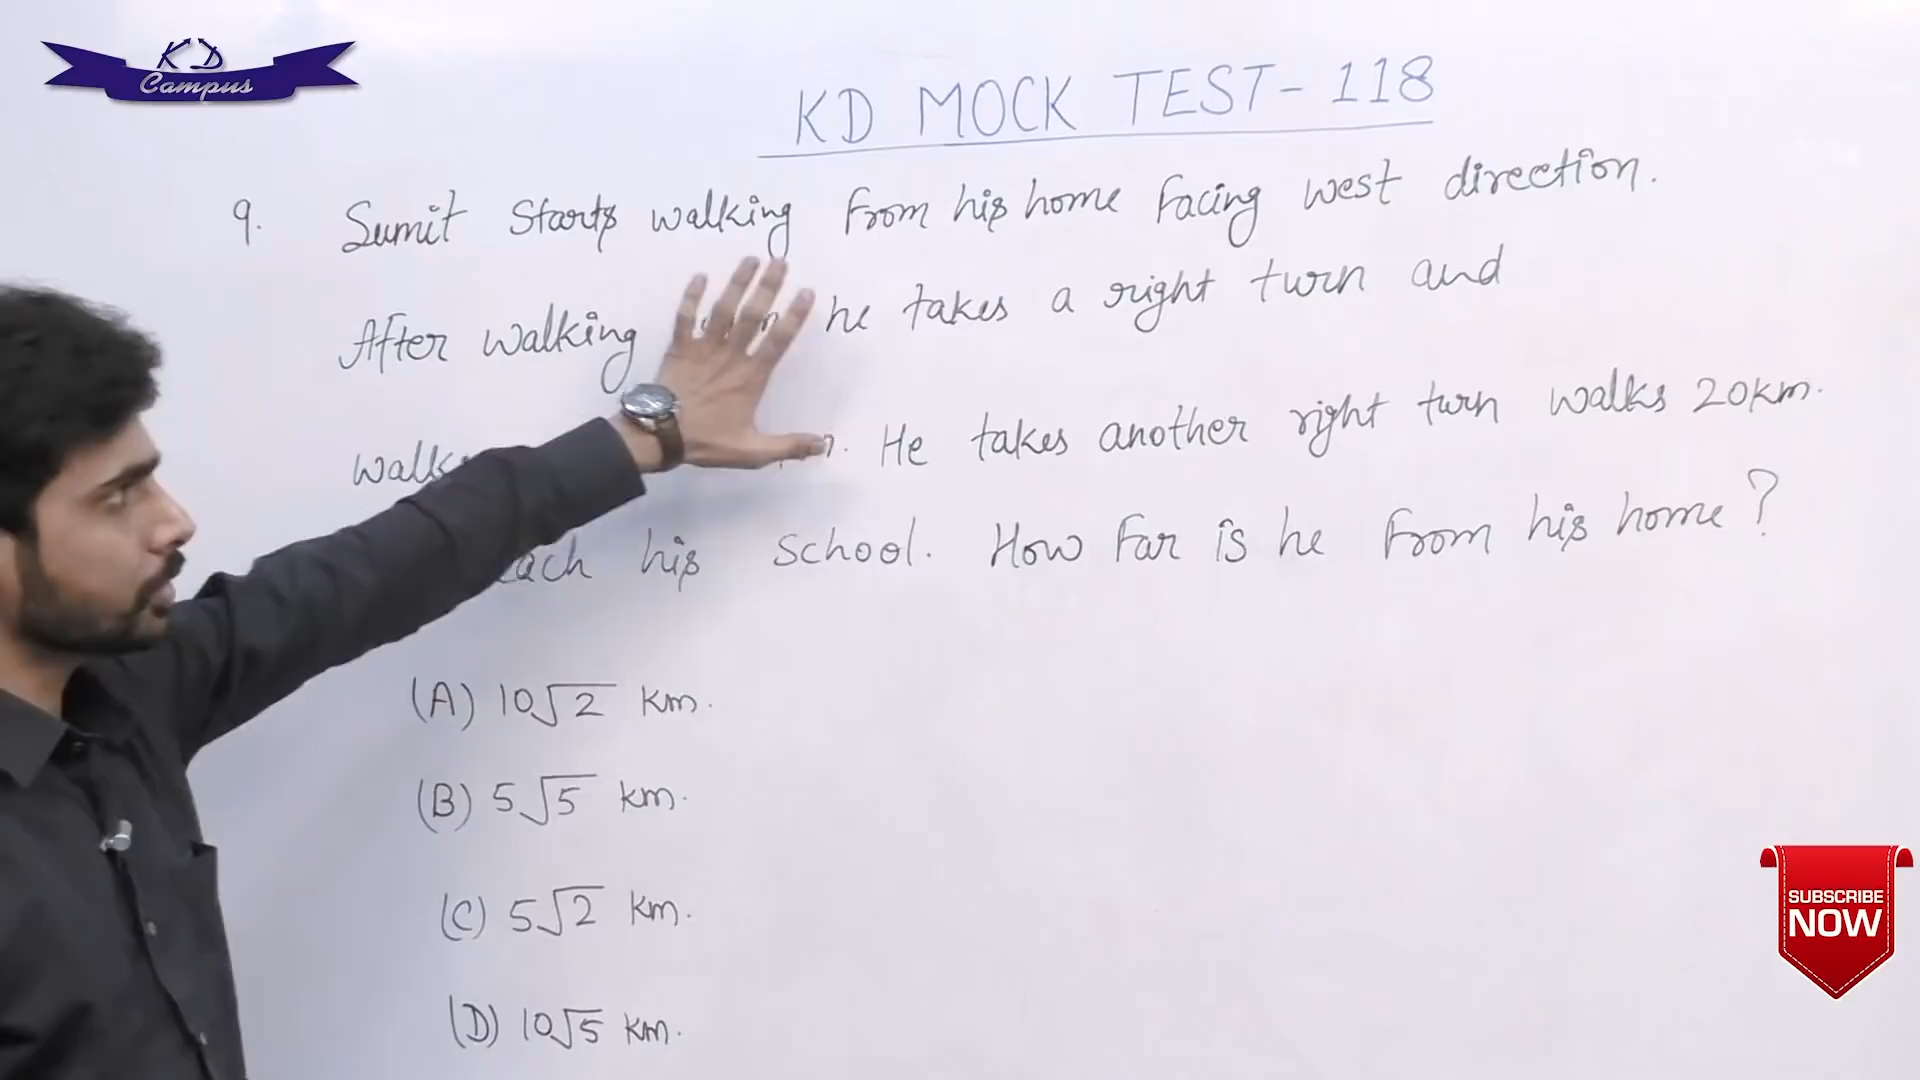 KD
Campus
KD MOCK TEST- 118
9. Sumit Starts walking from his home facing west direction.
After walking he takes a right turn and
walks He takes another right turn walks 20km.
his school. How far is he from his home?
(A) 10√2 km.
(B) 5√5 km.
(C) 5√2 km.
(D) 10√5 km.
SUBSCRIBE
NOW